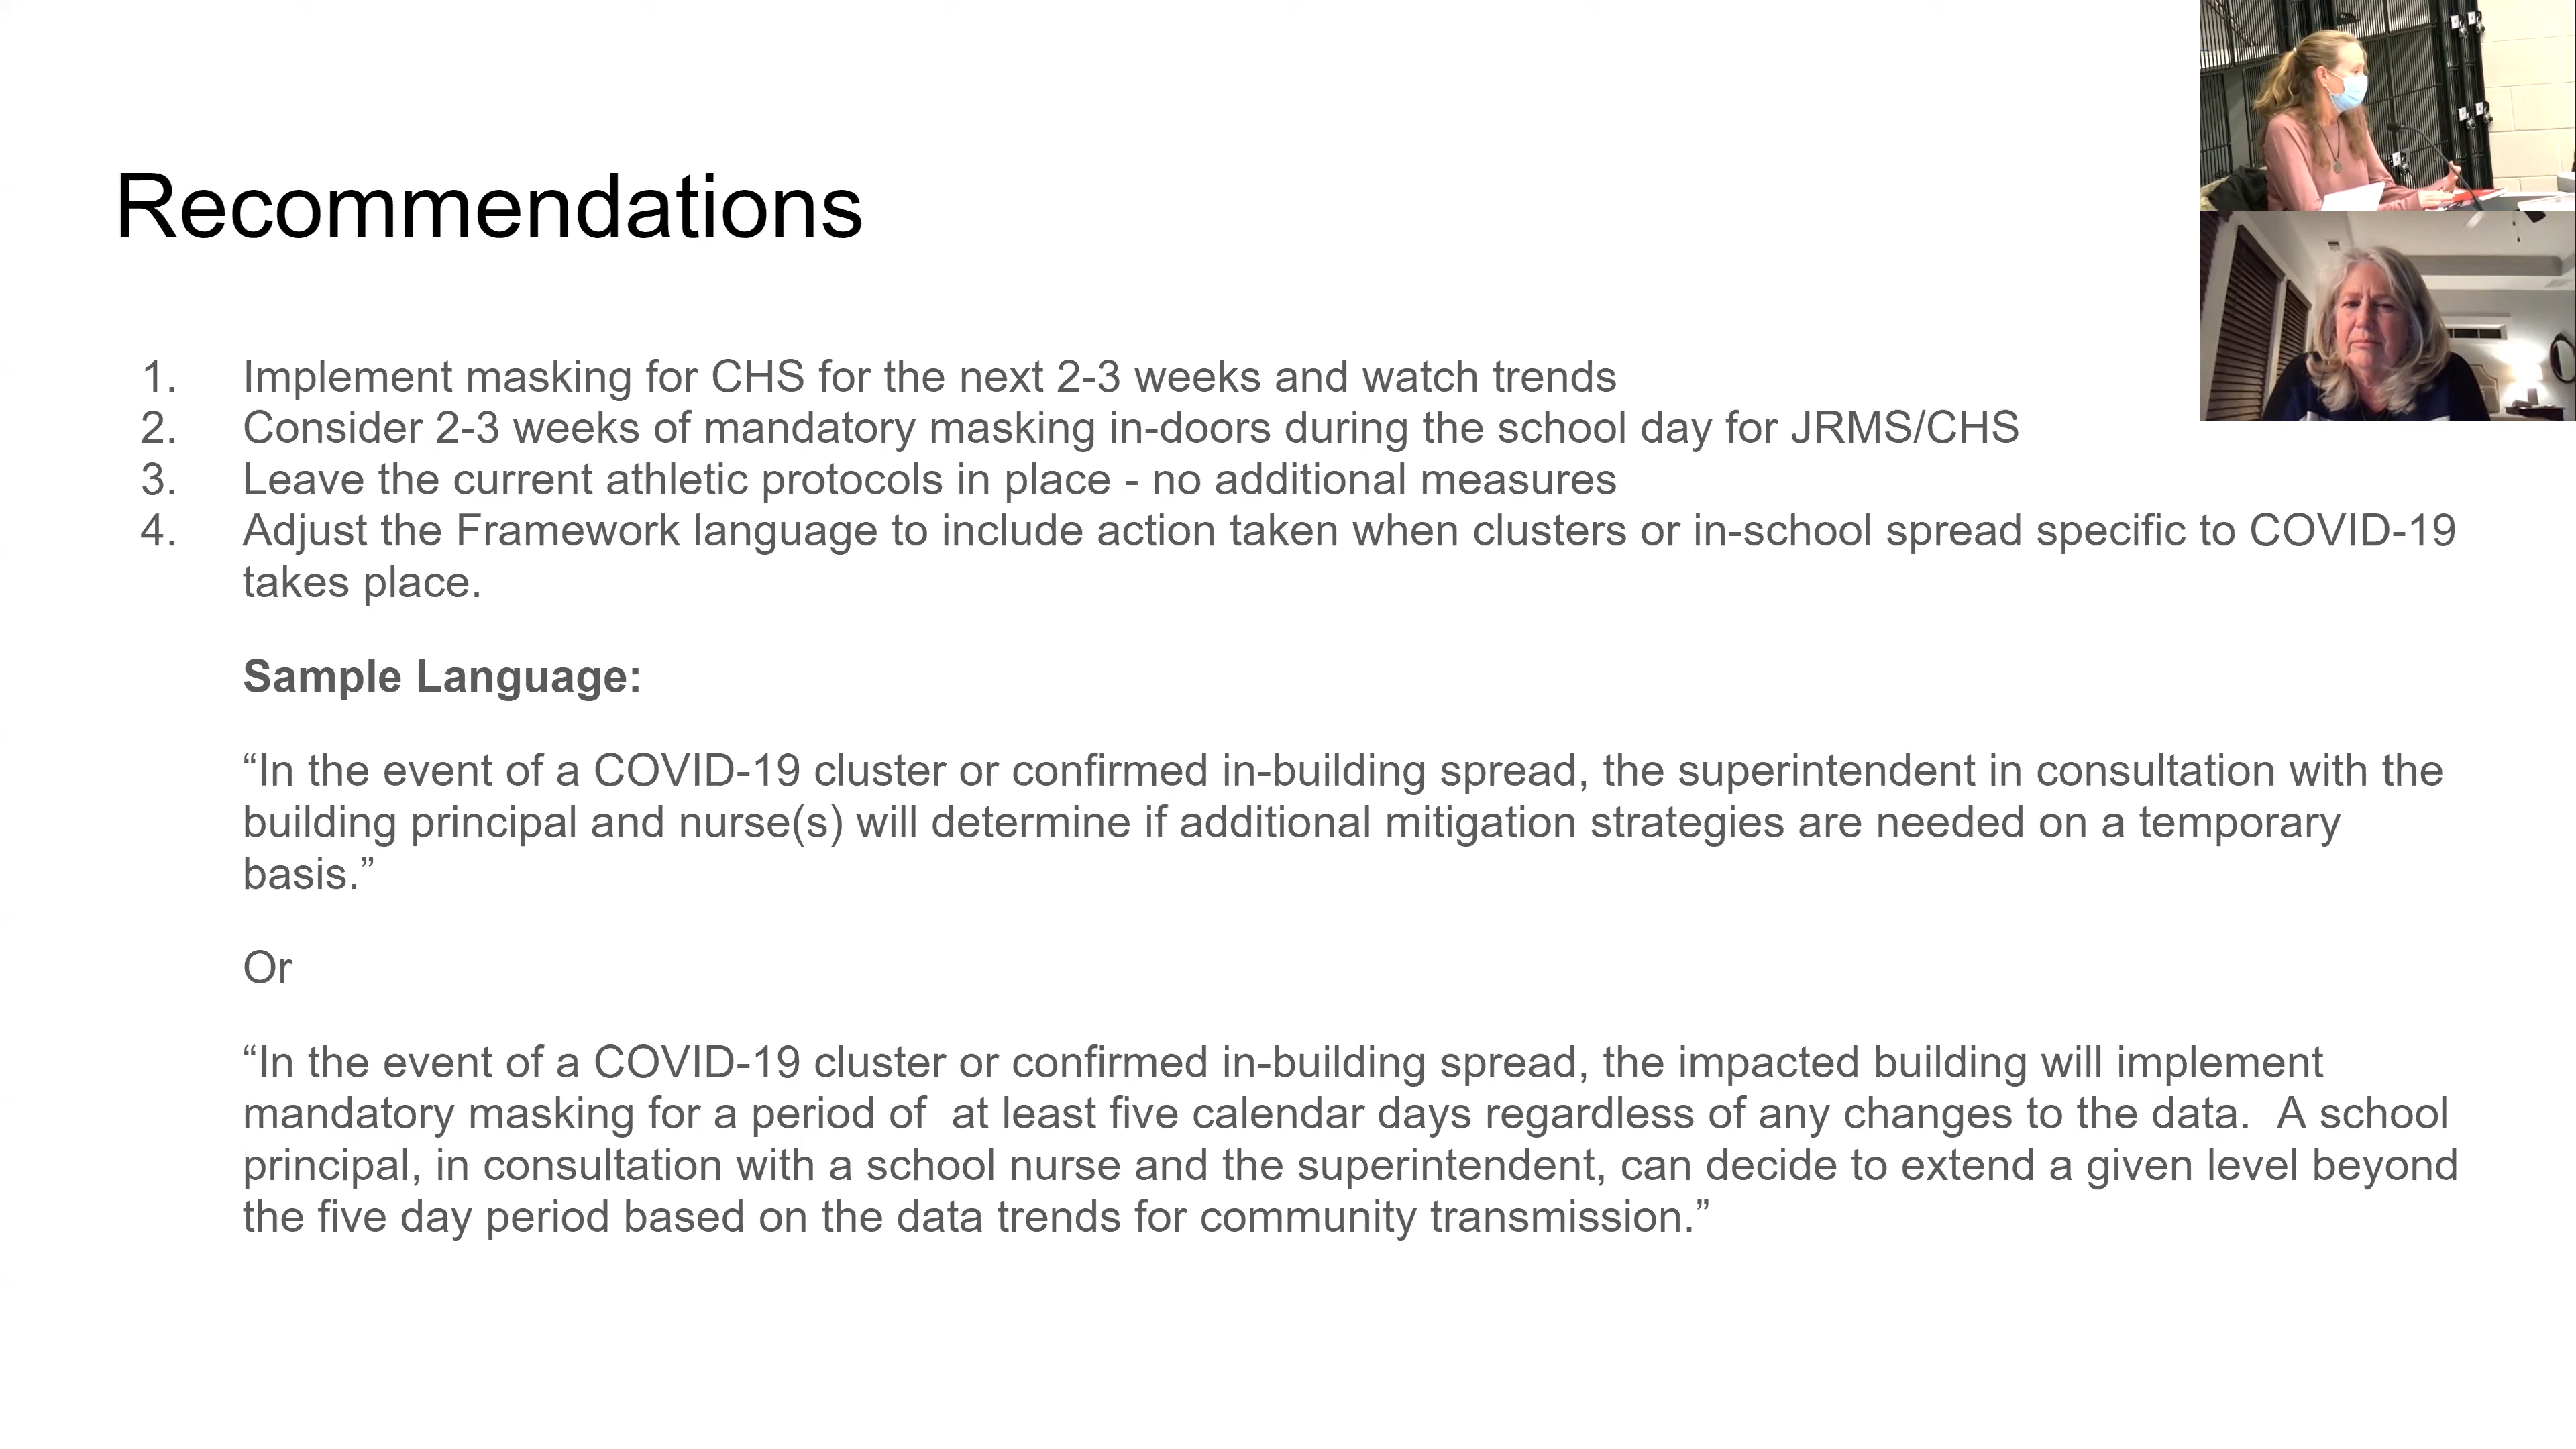 Recommendations
1. Implement masking for CHS for the next 2-3 weeks and watch trends
2. Consider 2-3 weeks of mandatory masking in-doors during the school day for JRMS/CHS
3. Leave the current athletic protocols in place - no additional measures
4. Adjust the Framework language to include action taken when clusters or in-school spread specific to COVID-19
takes place.
Sample Language:
“In the event of a COVID-19 cluster or confirmed in-building spread, the superintendent in consultation with the
building principal and nurse(s) will determine if additional mitigation strategies are needed on a temporary
basis.”
Or
“In the event of a COVID-19 cluster or confirmed in-building spread, the impacted building will implement
mandatory masking for a period of  at least five calendar days regardless of any changes to the data.  A school
principal, in consultation with a school nurse and the superintendent, can decide to extend a given level beyond
the five day period based on the data trends for community transmission.”